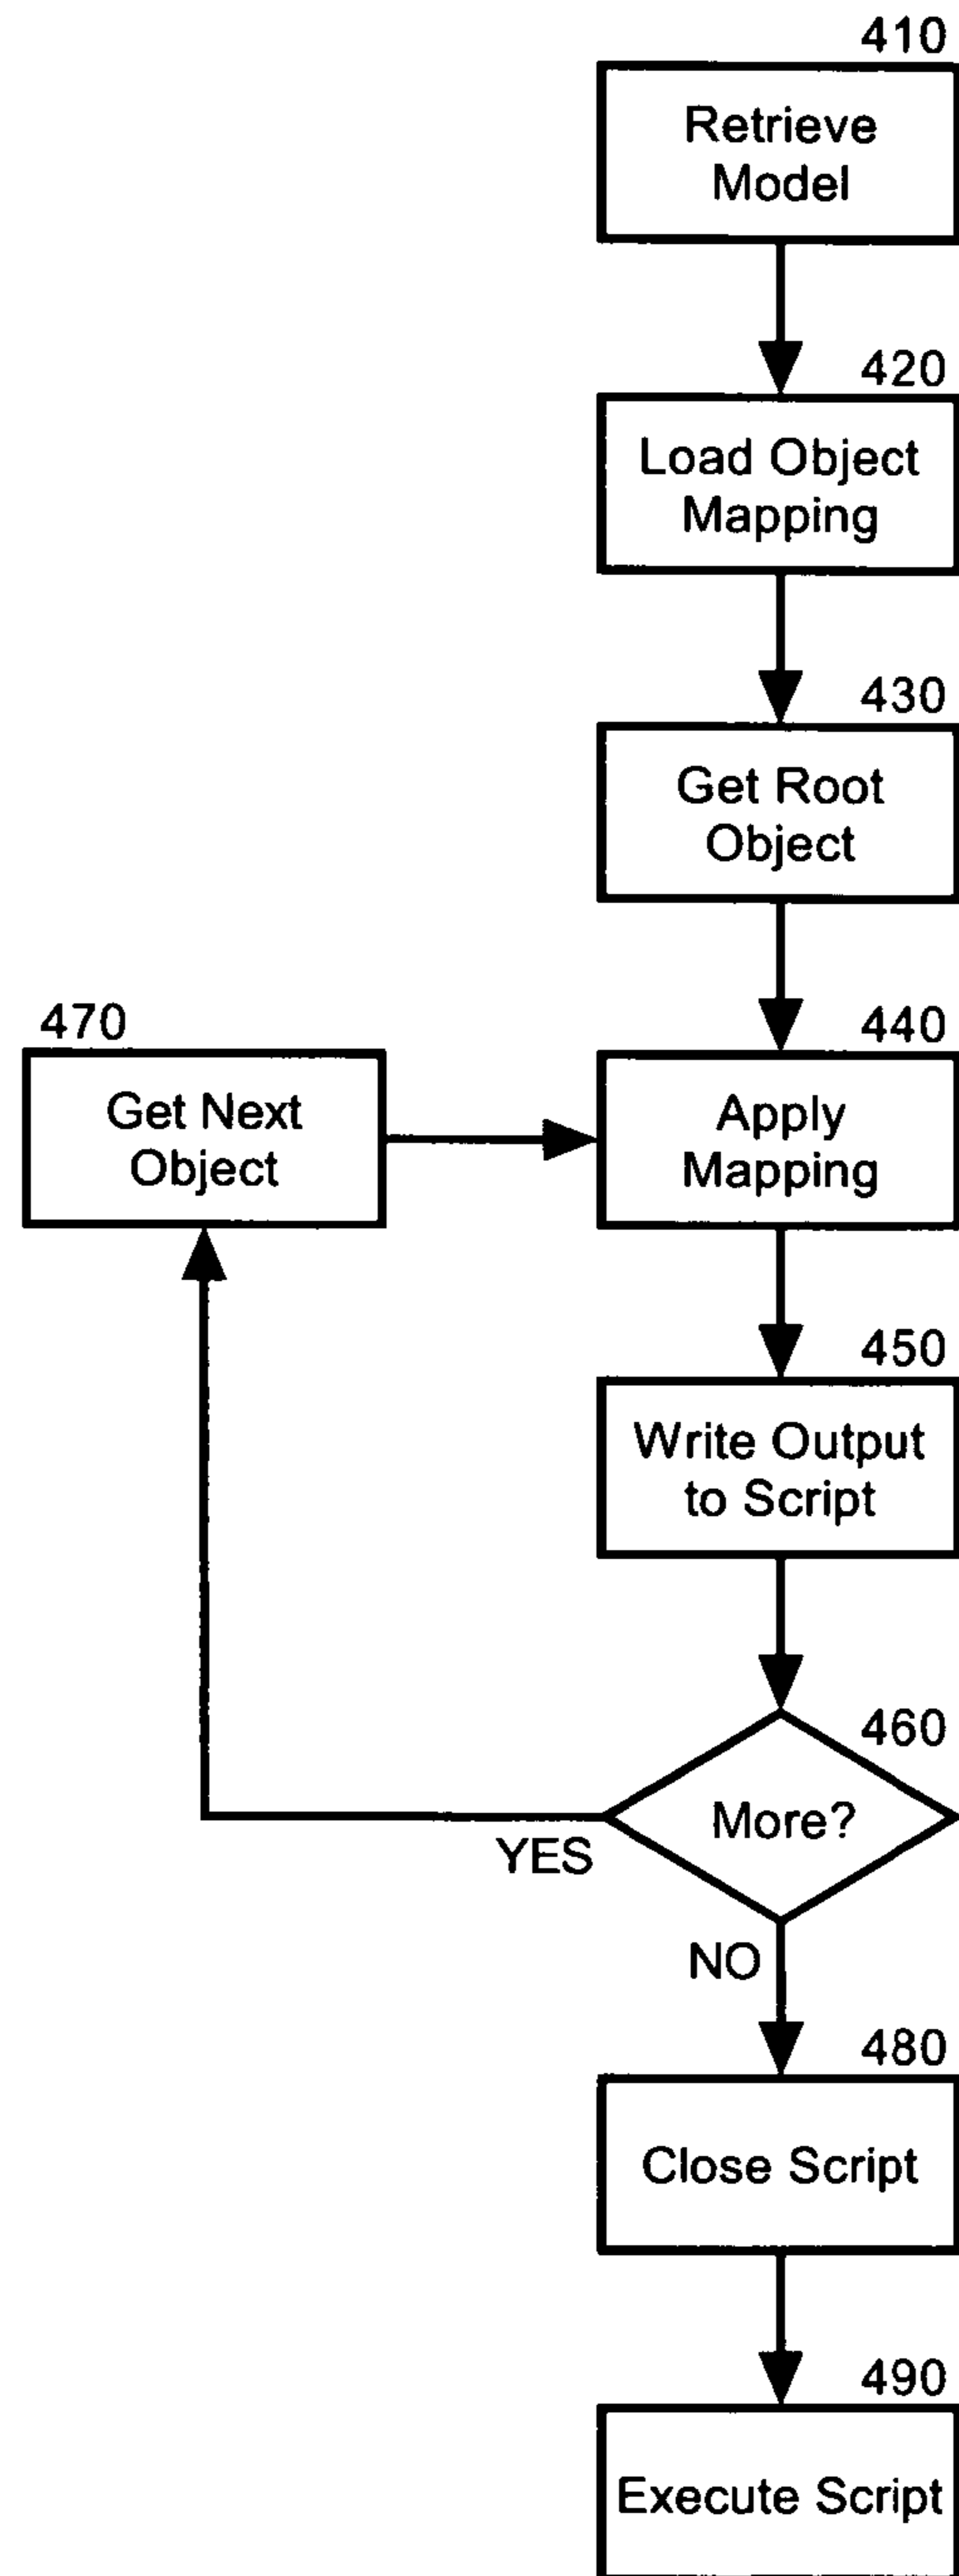 410
Retrieve
Model
420
Load Object
Mapping
430
Get Root
Object
470
Get Next
Object
440
Apply
Mapping
450
Write Output
to Script
460
More?
YES
NO
480
Close Script
490
Execute Script